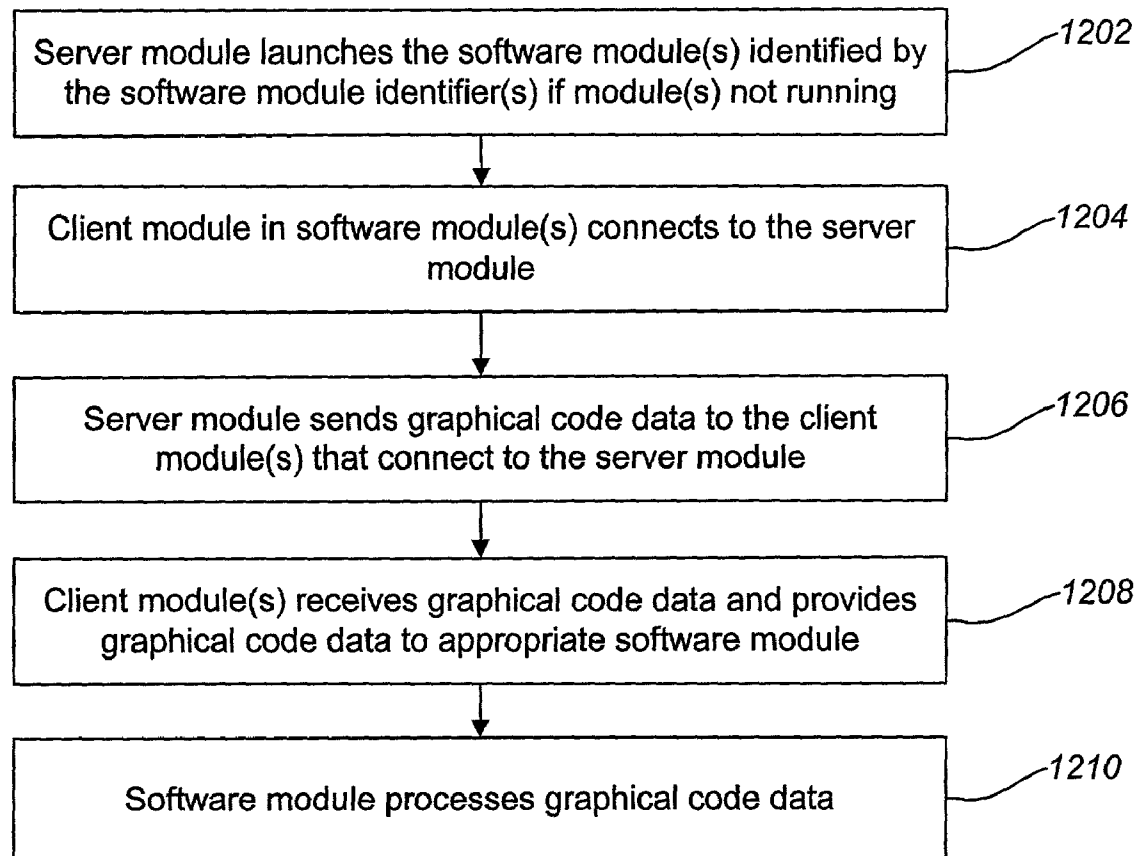 Server module launches the software module(s) identified by
the software module identifier(s) if module(s) not running
1202
Client module in software module(s) connects to the server
module
1204
Server module sends graphical code data to the client
module(s) that connect to the server module
1206
Client module(s) receives graphical code data and provides
graphical code data to appropriate software module
1208
Software module processes graphical code data
1210